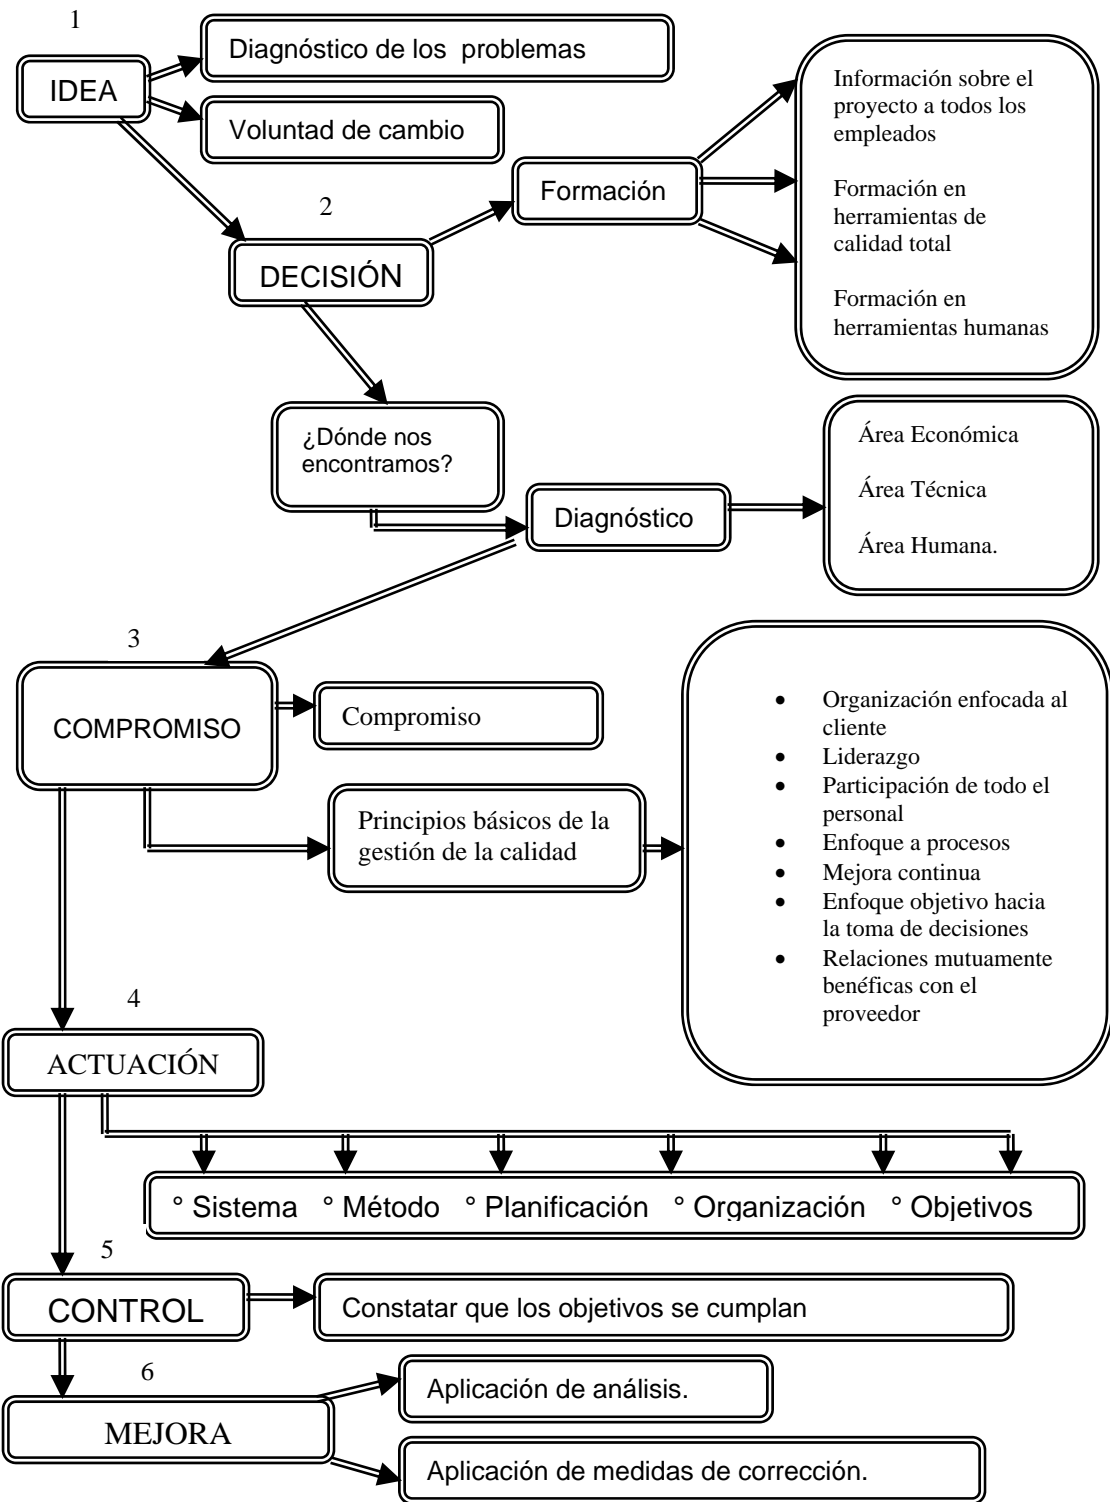 1
IDEA
Diagnóstico de los  problemas
Voluntad de cambio
2
DECISIÓN
Formación
Información sobre el
proyecto a todos los
empleados
Formación en
herramientas de
calidad total
Formación en
herramientas humanas
¿Dónde nos
encontramos?
Diagnóstico
Área Económica
Área Técnica
Área Humana.
3
COMPROMISO
Compromiso
Principios básicos de la
gestión de la calidad
• Organización enfocada al
cliente
• Liderazgo
• Participación de todo el
personal
• Enfoque a procesos
• Mejora continua
• Enfoque objetivo hacia
la toma de decisiones
• Relaciones mutuamente
benéficas con el
proveedor
4
ACTUACIÓN
° Sistema ° Método ° Planificación ° Organización ° Objetivos
5
CONTROL
Constatar que los objetivos se cumplan
6
MEJORA
Aplicación de análisis.
Aplicación de medidas de corrección.